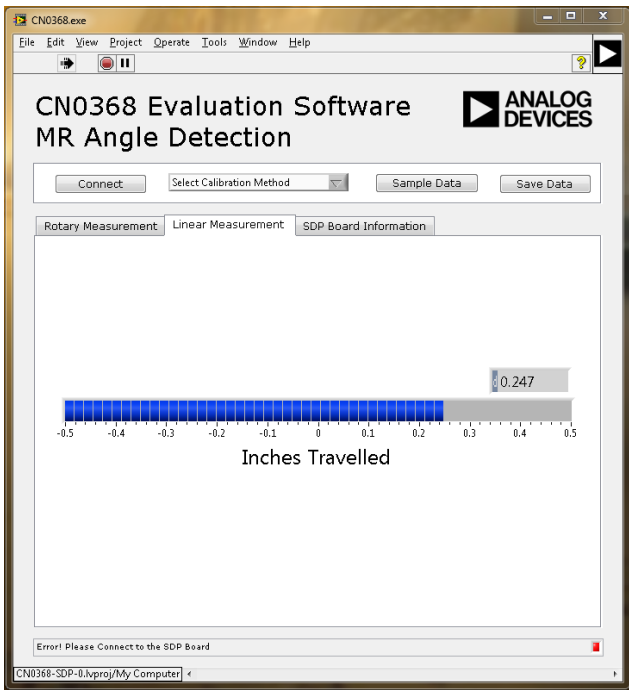 CN0368.exe
File Edit View Project Operate Tools Window Help
CN0368 Evaluation Software
MR Angle Detection
ANALOG
DEVICES
Connect Select Calibration Method Sample Data Save Data
Rotary Measurement Linear Measurement SDP Board Information
d 0.247
-0.5 -0.4 -0.3 -0.2 -0.1 0 0.1 0.2 0.3 0.4 0.5
Inches Travelled
Error! Please Connect to the SDP Board
CN0368-SDP-0.lvproj/My Computer